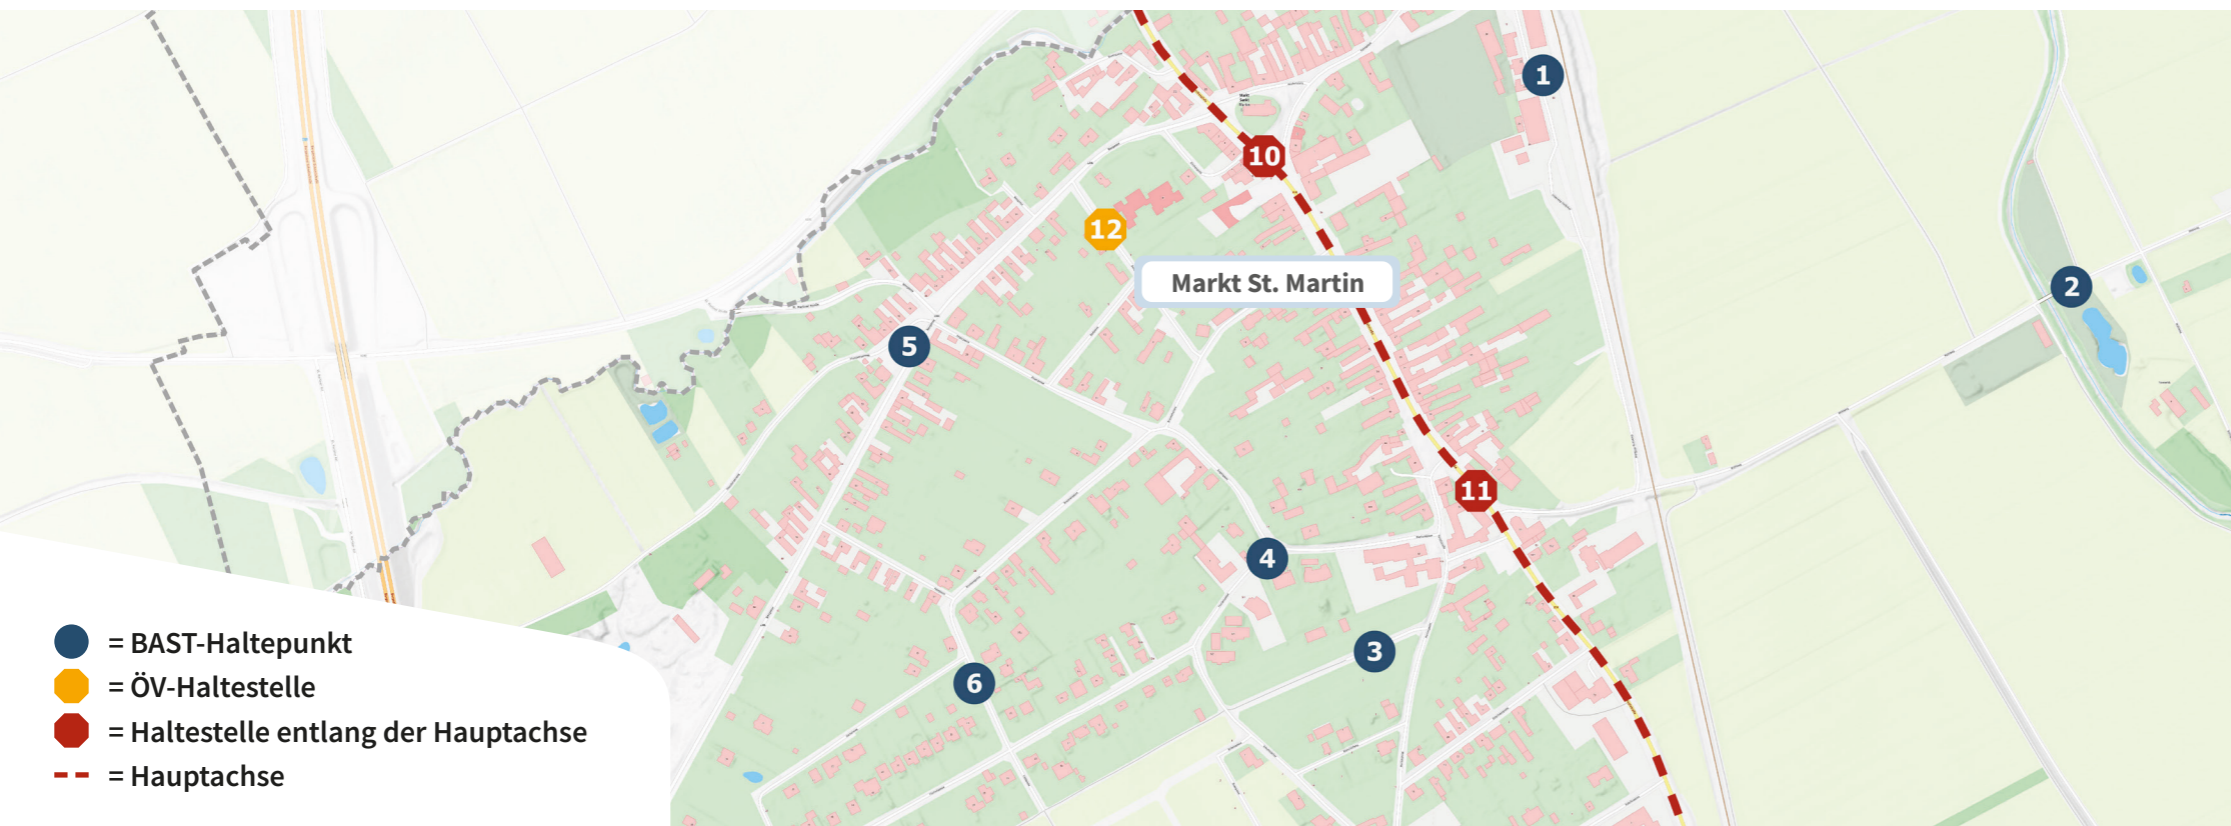 1
10
12
Markt St. Martin
2
5
11
4
3
6
= BAST-Haltepunkt
= ÖV-Haltestelle
= Haltestelle entlang der Hauptachse
= Hauptachse